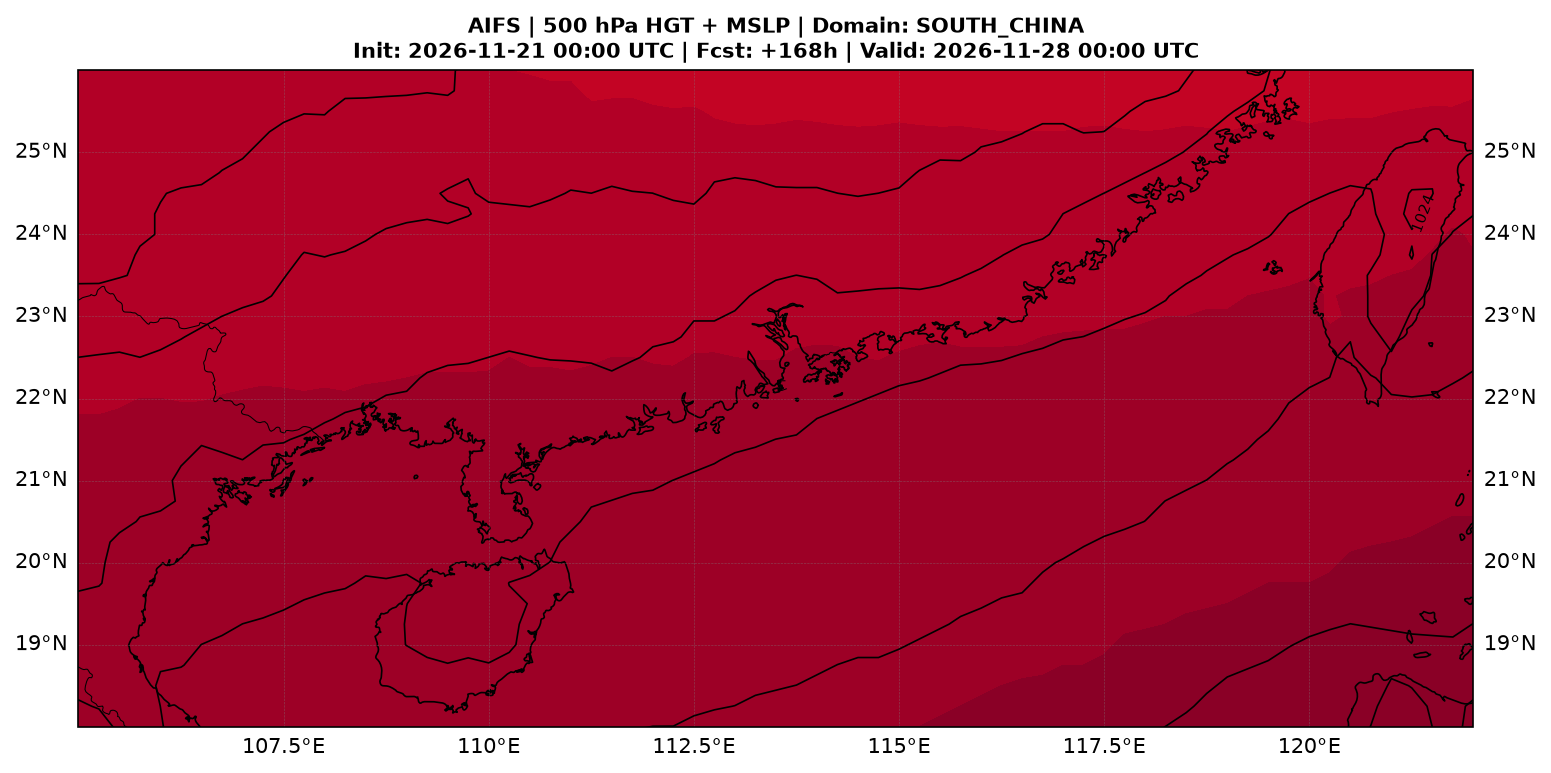 AIFS | 500 hPa HGT + MSLP | Domain: SOUTH_CHINA
Init: 2026-11-21 00:00 UTC | Fcst: +168h | Valid: 2026-11-28 00:00 UTC
25°N 25°N
24°N 1024 24°N
23°N 23°N
22°N 22°N
21°N 21°N
20°N 20°N
19°N 19°N
107.5°E 110°E 112.5°E 115°E 117.5°E 120°E